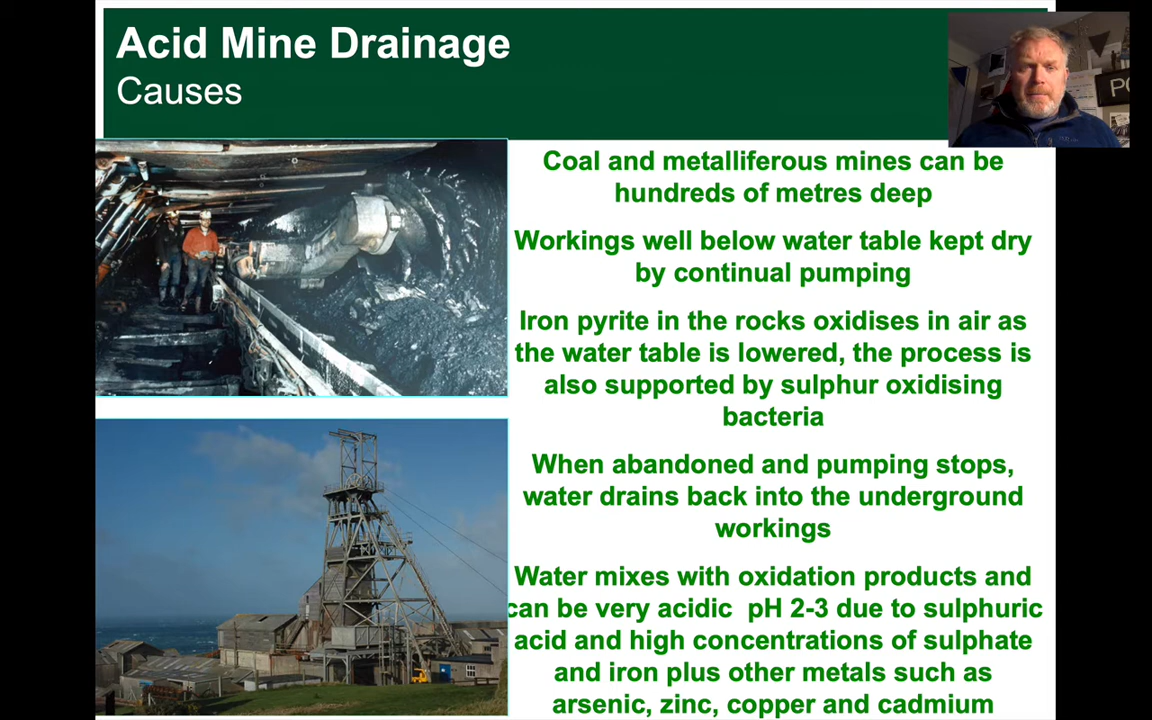 Acid Mine Drainage
Causes
PO
Coal and metalliferous mines can be
hundreds of metres deep
Workings well below water table kept dry
by continual pumping
Iron pyrite in the rocks oxidises in air as
the water table is lowered, the process is
also supported by sulphur oxidising
bacteria
When abandoned and pumping stops,
water drains back into the underground
workings
Water mixes with oxidation products and
can be very acidic pH 2-3 due to sulphuric
acid and high concentrations of sulphate
and iron plus other metals such as
arsenic, zinc, copper and cadmium